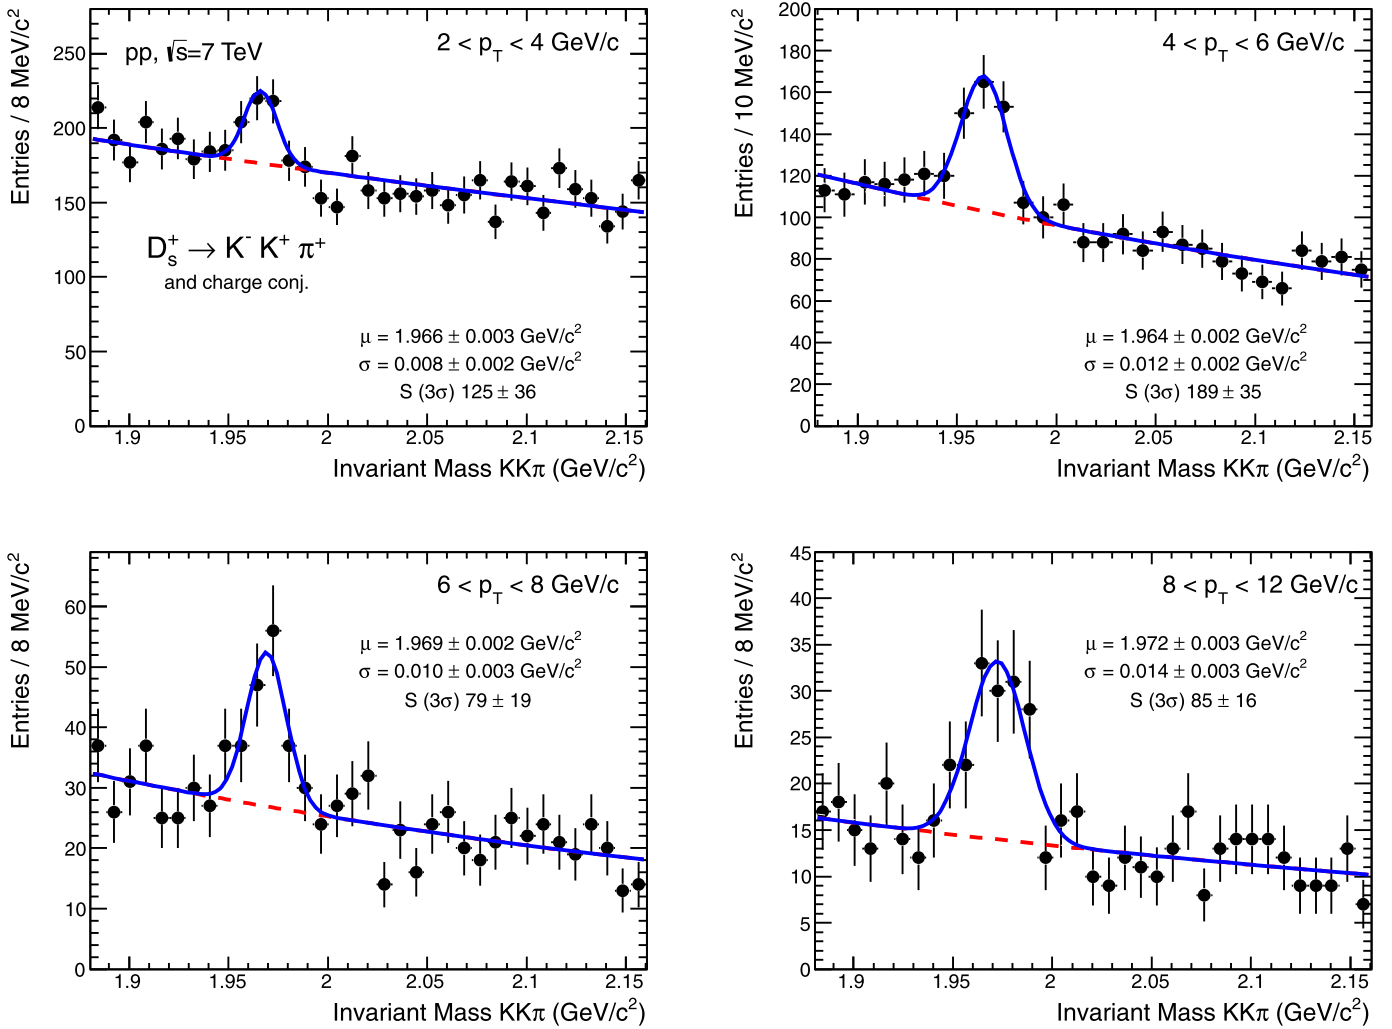 Entries / 8 MeV/c²
pp, √s=7 TeV
2 < p_T < 4 GeV/c
D_s⁺ → K⁻ K⁺ π⁺
and charge conj.
μ = 1.966 ± 0.003 GeV/c²
σ = 0.008 ± 0.002 GeV/c²
S (3σ) 125 ± 36
250
200
150
100
50
0
1.9 1.95 2 2.05 2.1 2.15
Invariant Mass KKπ (GeV/c²)
Entries / 10 MeV/c²
4 < p_T < 6 GeV/c
μ = 1.964 ± 0.002 GeV/c²
σ = 0.012 ± 0.002 GeV/c²
S (3σ) 189 ± 35
200
180
160
140
120
100
80
60
40
20
0
1.9 1.95 2 2.05 2.1 2.15
Invariant Mass KKπ (GeV/c²)
Entries / 8 MeV/c²
6 < p_T < 8 GeV/c
μ = 1.969 ± 0.002 GeV/c²
σ = 0.010 ± 0.003 GeV/c²
S (3σ) 79 ± 19
60
50
40
30
20
10
0
1.9 1.95 2 2.05 2.1 2.15
Invariant Mass KKπ (GeV/c²)
Entries / 8 MeV/c²
8 < p_T < 12 GeV/c
μ = 1.972 ± 0.003 GeV/c²
σ = 0.014 ± 0.003 GeV/c²
S (3σ) 85 ± 16
45
40
35
30
25
20
15
10
5
0
1.9 1.95 2 2.05 2.1 2.15
Invariant Mass KKπ (GeV/c²)